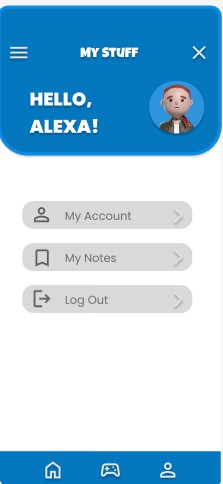 My Stuff
HELLO,
ALEXA!
My Account
My Notes
Log Out